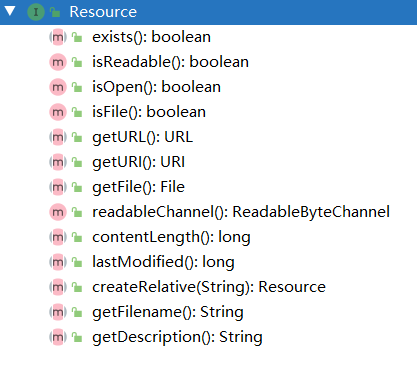 Resource
exists(): boolean
isReadable(): boolean
isOpen(): boolean
isFile(): boolean
getURL(): URL
getURI(): URI
getFile(): File
readableChannel(): ReadableByteChannel
contentLength(): long
lastModified(): long
createRelative(String): Resource
getFilename(): String
getDescription(): String